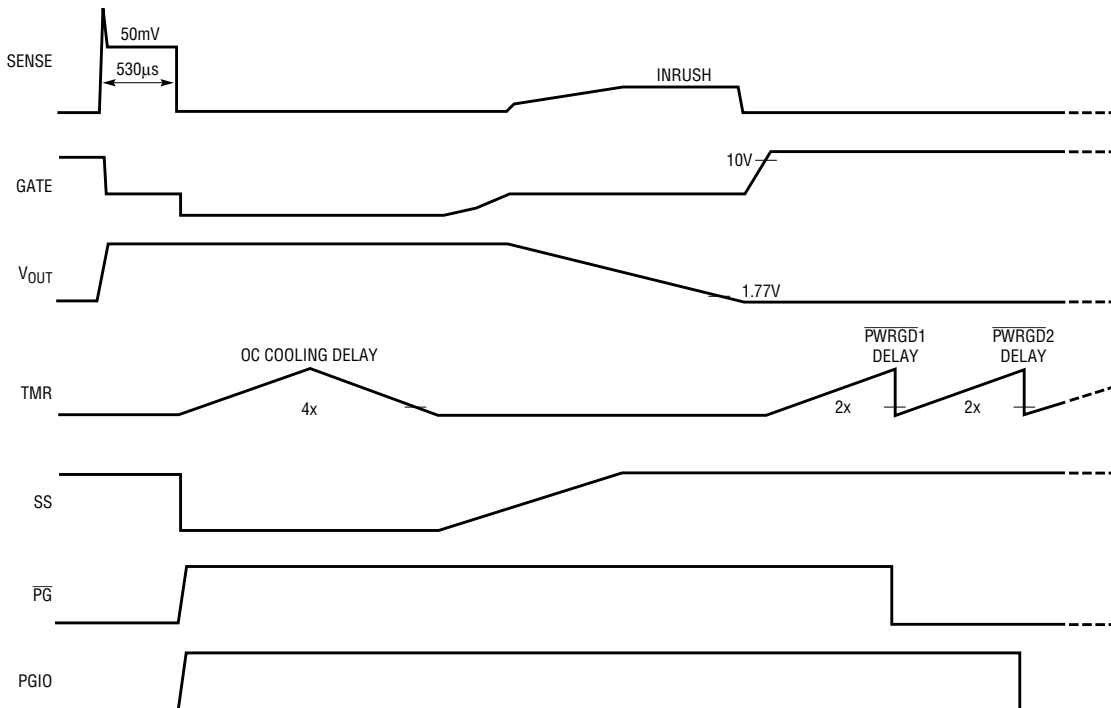 SENSE
50mV
530µs
INRUSH
GATE
10V
VOUT
1.77V
OC COOLING DELAY
PWRGD1
DELAY
PWRGD2
DELAY
TMR
4x
2x
2x
SS
PG
PGIO